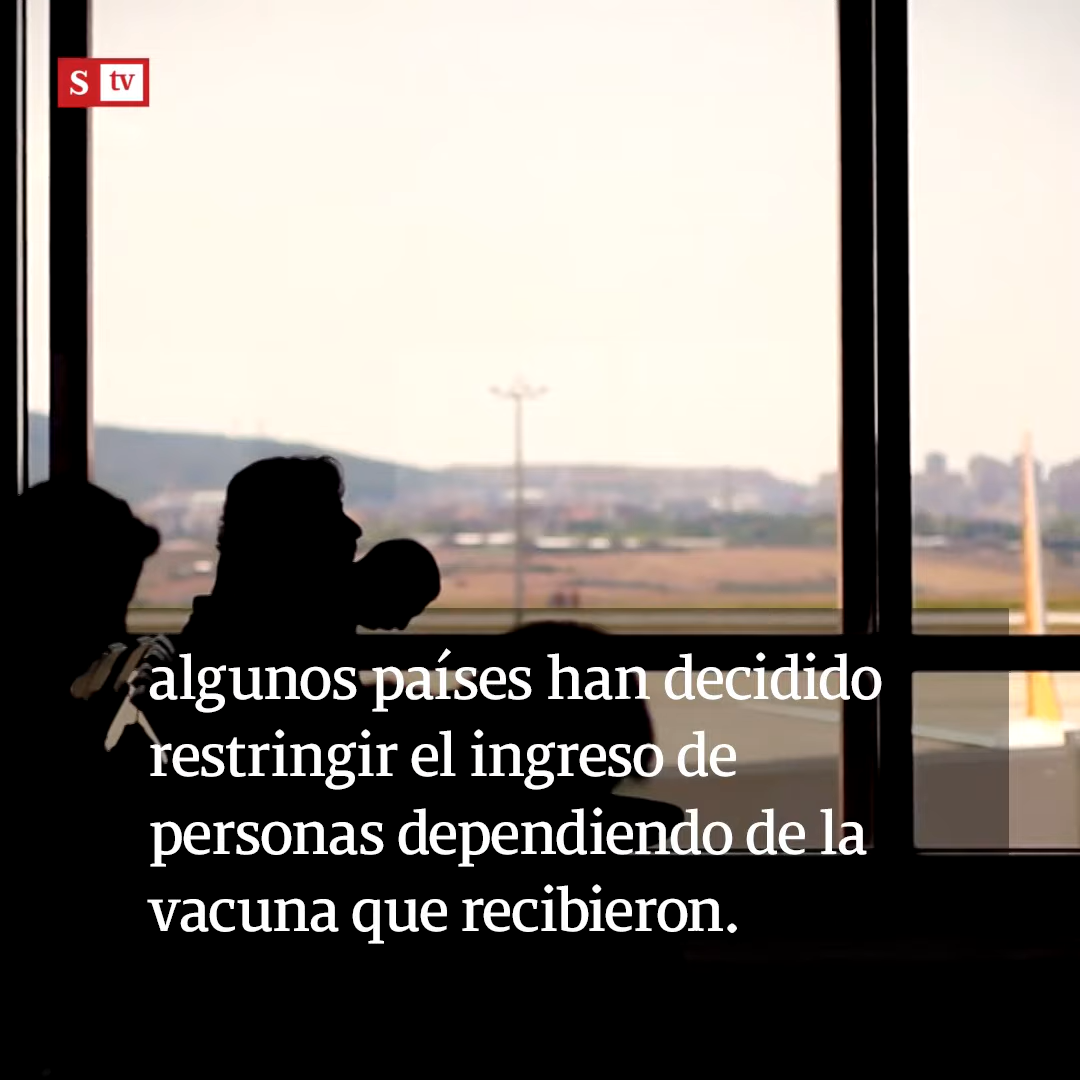 S tv
algunos países han decidido
restringir el ingreso de
personas dependiendo de la
vacuna que recibieron.